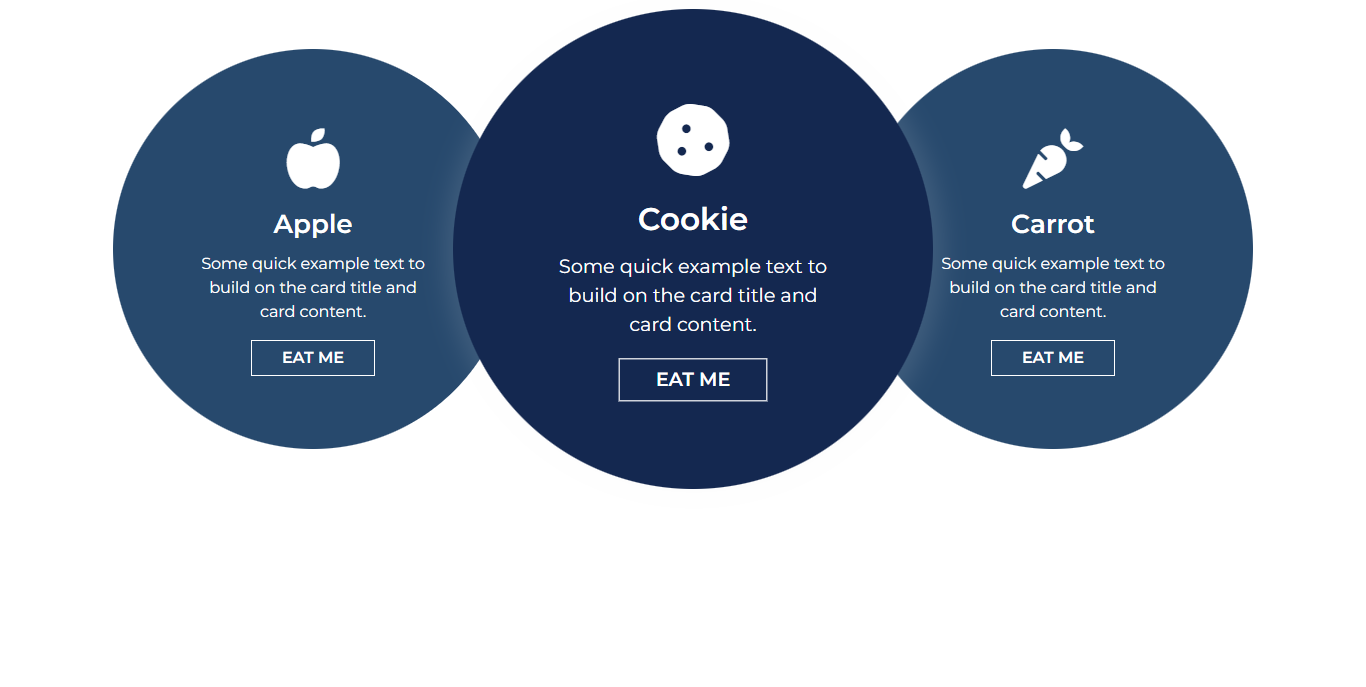 Apple
Some quick example text to
build on the card title and
card content.
EAT ME
Cookie
Some quick example text to
build on the card title and
card content.
EAT ME
Carrot
Some quick example text to
build on the card title and
card content.
EAT ME